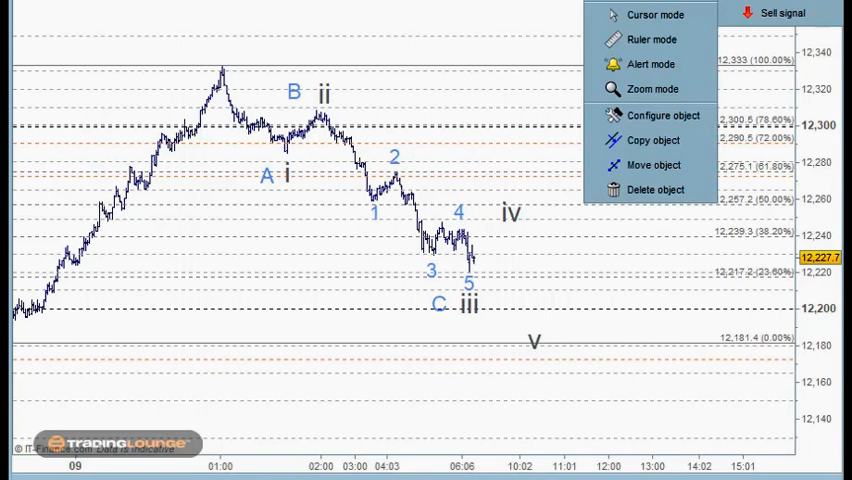 Cursor mode
Sell signal
Ruler mode
12,340
12,333 (100.00%)
Alert mode
Zoom mode
12,320
B
ii
Configure object
12,300.5 (78.60%)
12,300
12,290.5 (72.00%)
Copy object
2
12,280
12,275.1 (61.80%)
Move object
A
i
Delete object
12,260
12,257.2 (50.00%)
1
4
iv
12,240
12,239.3 (38.20%)
12,227.7
3
12,220
12,217.2 (23.60%)
5
C
iii
12,200
v
12,181.4 (0.00%)
12,180
12,160
12,140
TRADINGLOUNGE
© IT-Finance.com Data is indicative
09
01:00
02:00
03:00
04:03
06:06
10:02
11:01
12:00
13:00
14:02
15:01